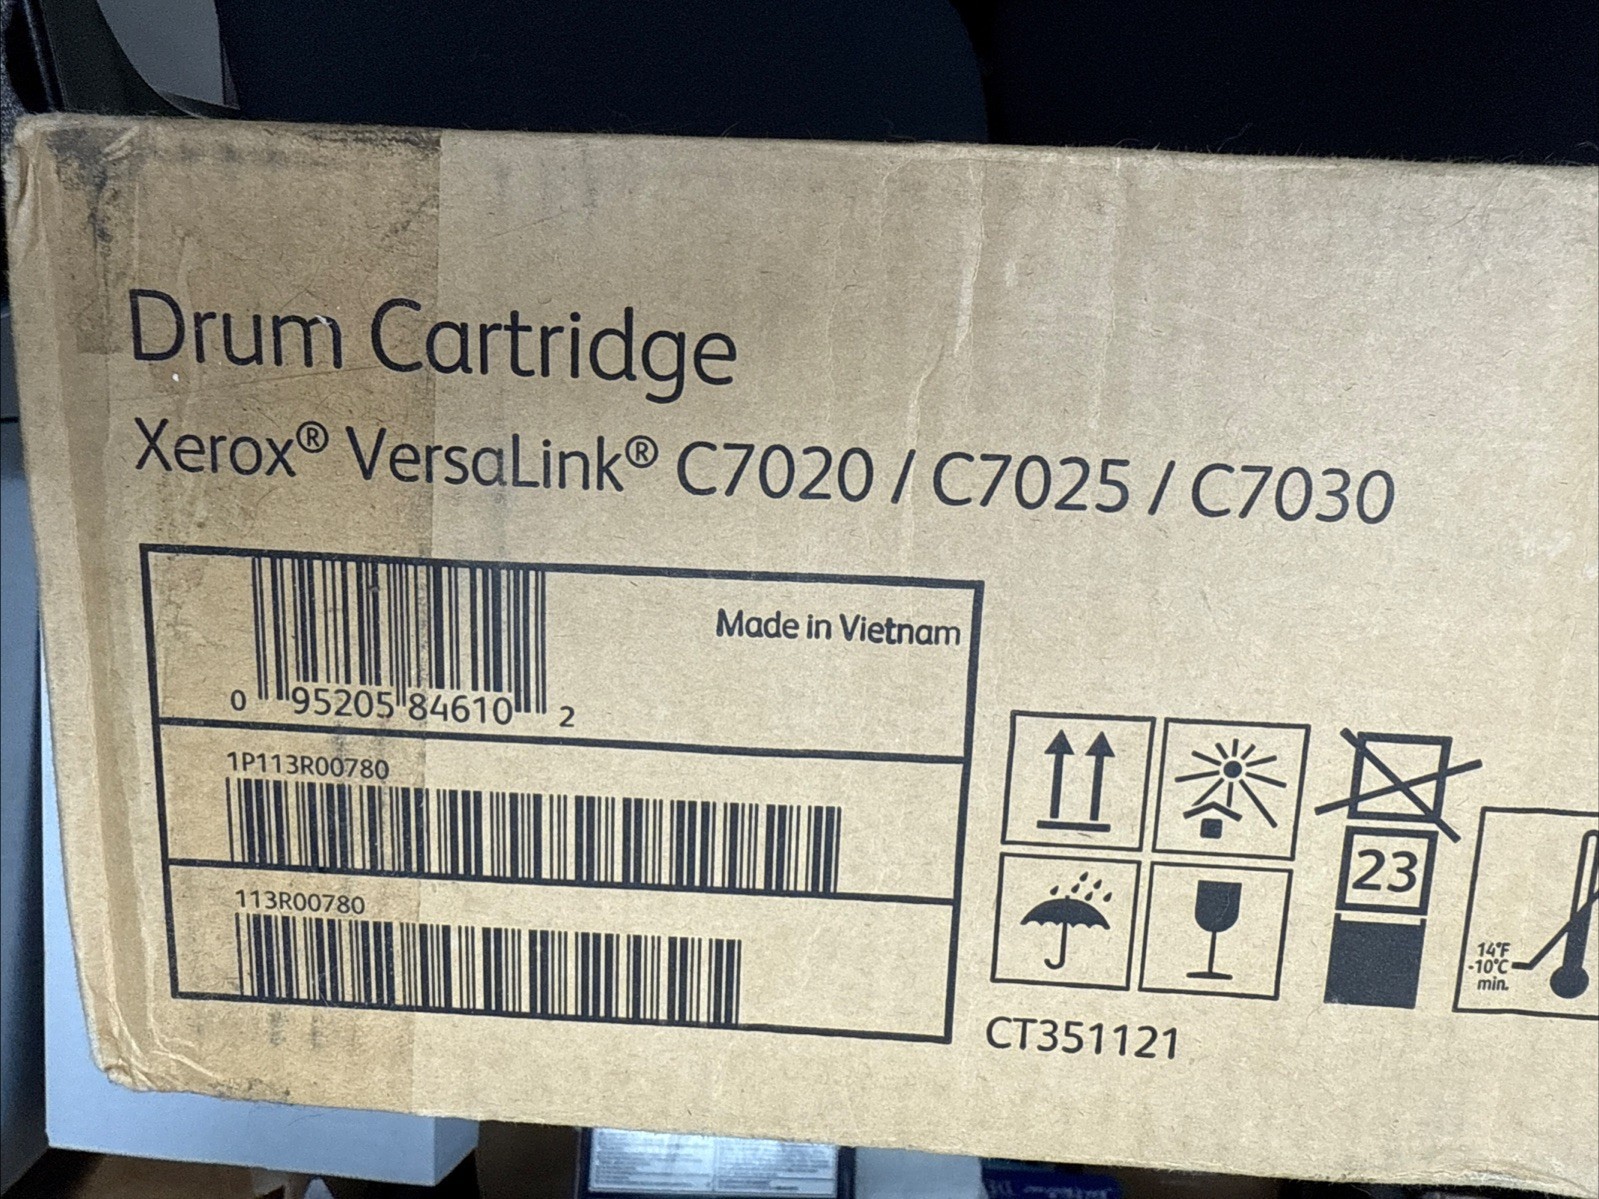 Drum Cartridge
Xerox® VersaLink® C7020 / C7025 / C7030
Made in Vietnam
0 95205 84610 2
1P113R00780
113R00780
23
14°F
-10°C
min.
CT351121